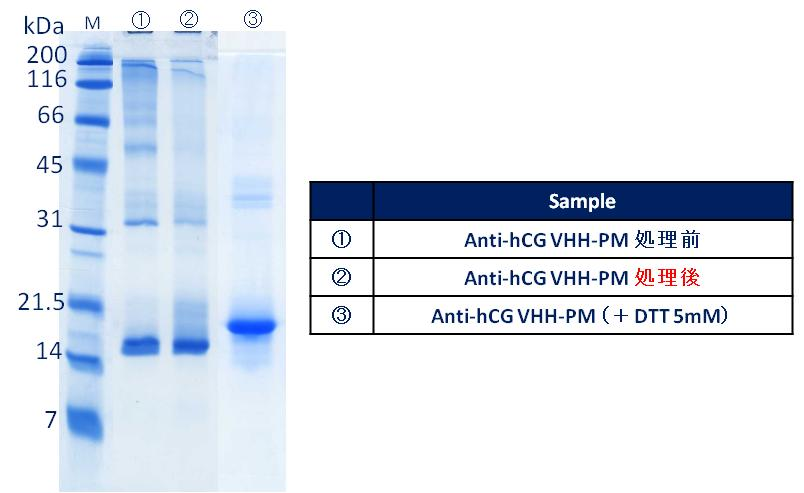 kDa M ① ② ③
200
116
66
45
31
21.5
14
7
Sample
① Anti-hCG VHH-PM 処理前
② Anti-hCG VHH-PM 処理後
③ Anti-hCG VHH-PM (+ DTT 5mM)